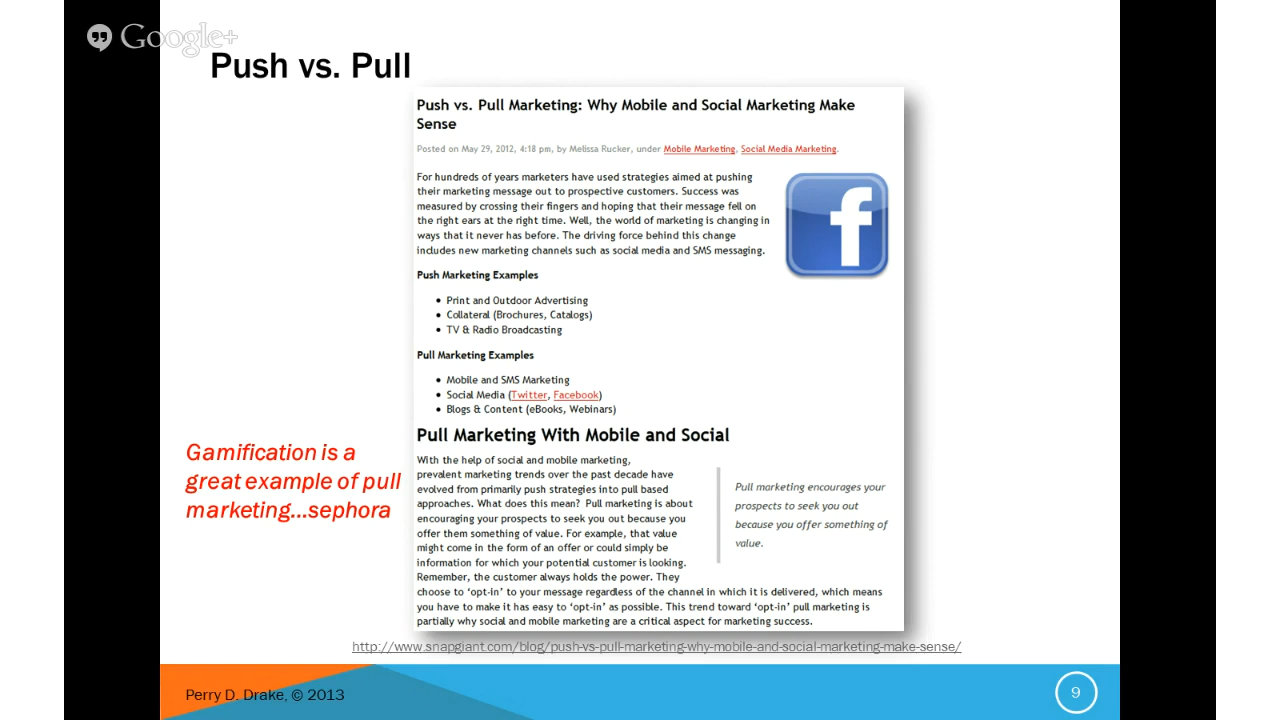 Google+
Push vs. Pull
Push vs. Pull Marketing: Why Mobile and Social Marketing Make
Sense
Posted on May 29, 2012, 4:18 pm, by Melissa Rucker, under Mobile Marketing, Social Media Marketing.
For hundreds of years marketers have used strategies aimed at pushing
their marketing message out to prospective customers. Success was
measured by crossing their fingers and hoping that their message fell on
the right ears at the right time. Well, the world of marketing is changing in
ways that it never has before. The driving force behind this change
includes new marketing channels such as social media and SMS messaging.
f
Push Marketing Examples
• Print and Outdoor Advertising
• Collateral (Brochures, Catalogs)
• TV & Radio Broadcasting
Pull Marketing Examples
• Mobile and SMS Marketing
• Social Media (Twitter, Facebook)
• Blogs & Content (eBooks, Webinars)
Pull Marketing With Mobile and Social
With the help of social and mobile marketing,
prevalent marketing trends over the past decade have
evolved from primarily push strategies into pull based
approaches. What does this mean? Pull marketing is about
encouraging your prospects to seek you out because you
offer them something of value. For example, that value
might come in the form of an offer or could simply be
information for which your potential customer is looking.
Remember, the customer always holds the power. They
choose to ‘opt-in’ to your message regardless of the channel in which it is delivered, which means
you have to make it has easy to ‘opt-in’ as possible. This trend toward ‘opt-in’ pull marketing is
partially why social and mobile marketing are a critical aspect for marketing success.
Pull marketing encourages your
prospects to seek you out
because you offer something of
value.
Gamification is a
great example of pull
marketing...sephora
http://www.snapgiant.com/blog/push-vs-pull-marketing-why-mobile-and-social-marketing-make-sense/
Perry D. Drake, © 2013
9